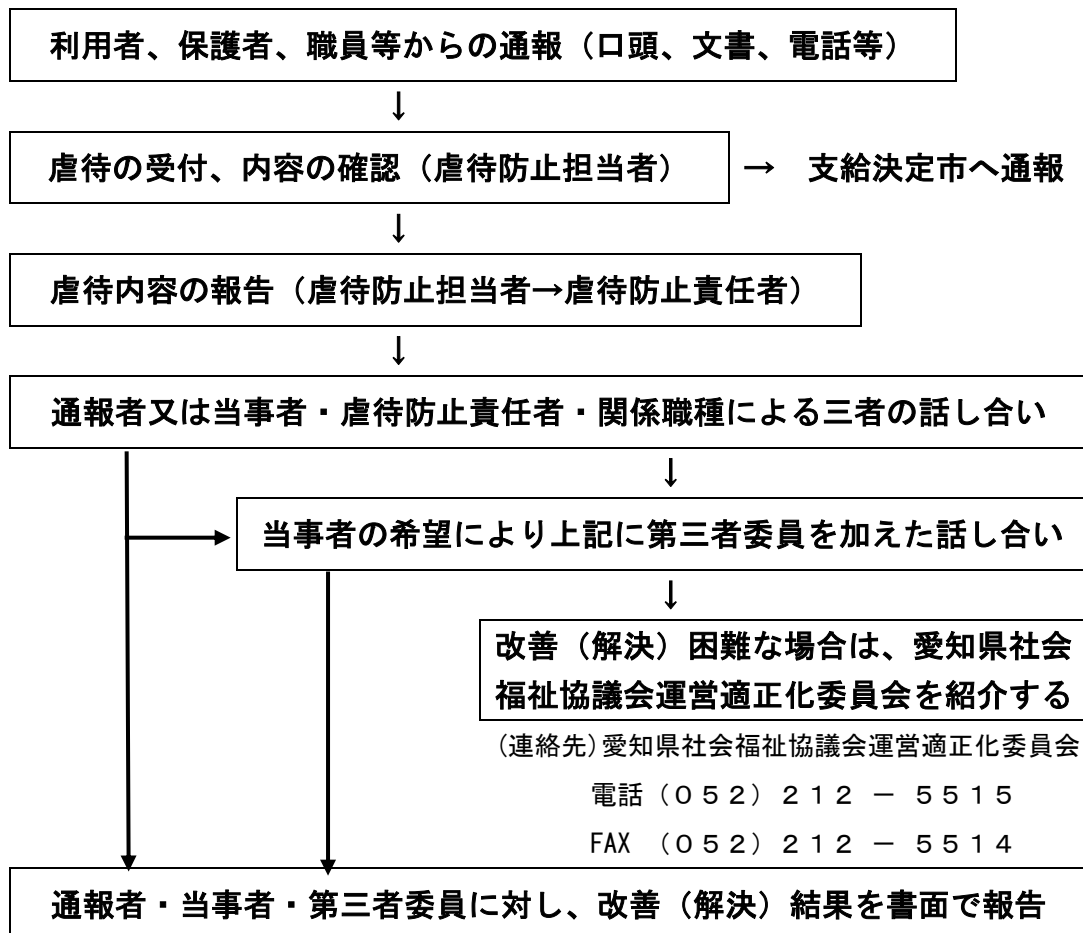 利用者、保護者、職員等からの通報（口頭、文書、電話等）
↓
虐待の受付、内容の確認（虐待防止担当者） → 支給決定市へ通報
↓
虐待内容の報告（虐待防止担当者→虐待防止責任者）
↓
通報者又は当事者・虐待防止責任者・関係職種による三者の話し合い
↓
当事者の希望により上記に第三者委員を加えた話し合い
↓
改善（解決）困難な場合は、愛知県社会
福祉協議会運営適正化委員会を紹介する
(連絡先)愛知県社会福祉協議会運営適正化委員会
電話（０５２）２１２ － ５５１５
FAX （０５２）２１２ － ５５１４
通報者・当事者・第三者委員に対し、改善（解決）結果を書面で報告